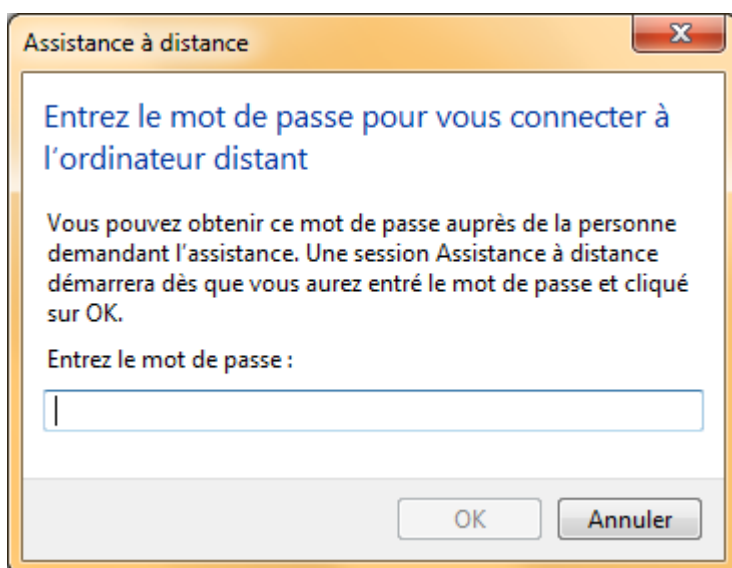 Assistance à distance
Entrez le mot de passe pour vous connecter à
l'ordinateur distant
Vous pouvez obtenir ce mot de passe auprès de la personne
demandant l'assistance. Une session Assistance à distance
démarrera dès que vous aurez entré le mot de passe et cliqué
sur OK.
Entrez le mot de passe :
OK
Annuler